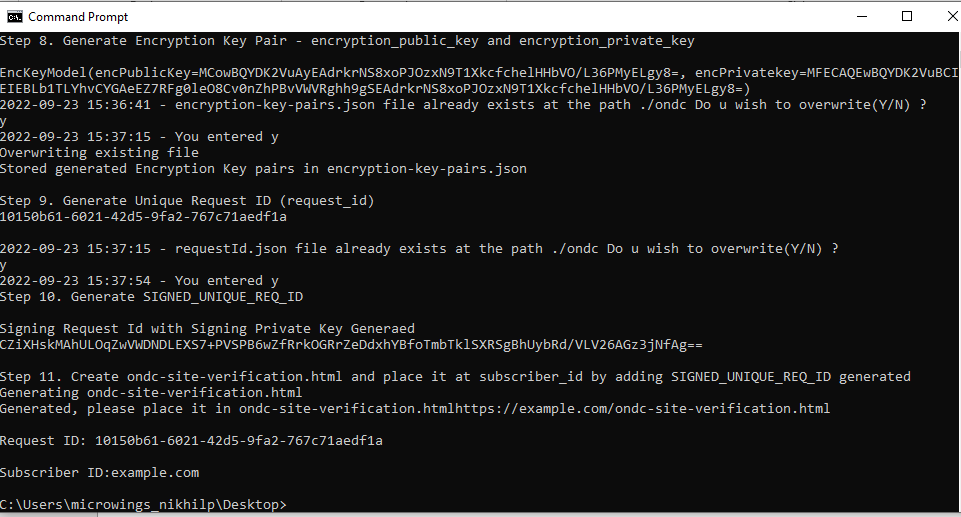 Command Prompt
Step 8. Generate Encryption Key Pair - encryption_public_key and encryption_private_key
EncKeyModel(encPublicKey=MCowBQYDK2VuAyEAdrkrNS8xoPJOzxN9T1XkcfchelHHbVO/L36PMyELgy8=, encPrivatekey=MFECAQEwBQYDK2VuBCI
EIEBLb1TLYhvCYGAeEZ7RFg0leO8Cv0nZhPBvVWVRghh9gSEAdrkrNS8xoPJOzxN9T1XkcfchelHHbVO/L36PMyELgy8=)
2022-09-23 15:36:41 - encryption-key-pairs.json file already exists at the path ./ondc Do u wish to overwrite(Y/N) ?
y
2022-09-23 15:37:15 - You entered y
Overwriting existing file
Stored generated Encryption Key pairs in encryption-key-pairs.json
Step 9. Generate Unique Request ID (request_id)
10150b61-6021-42d5-9fa2-767c71aedf1a
2022-09-23 15:37:15 - requestId.json file already exists at the path ./ondc Do u wish to overwrite(Y/N) ?
y
2022-09-23 15:37:54 - You entered y
Step 10. Generate SIGNED_UNIQUE_REQ_ID
Signing Request Id with Signing Private Key Generaed
CZiXHskMAhULOqZwVWDNDLEXS7+PVSPB6wZfRrkOGRrZeDdxhYBfoTmbTklSXRSgBhUybRd/VLV26AGz3jNfAg==
Step 11. Create ondc-site-verification.html and place it at subscriber_id by adding SIGNED_UNIQUE_REQ_ID generated
Generating ondc-site-verification.html
Generated, please place it in ondc-site-verification.htmlhttps://example.com/ondc-site-verification.html
Request ID: 10150b61-6021-42d5-9fa2-767c71aedf1a
Subscriber ID:example.com
C:\Users\microwings_nikhilp\Desktop>